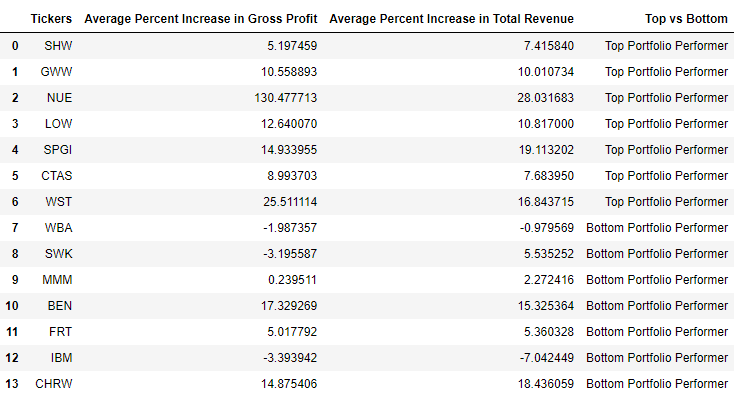 Tickers Average Percent Increase in Gross Profit Average Percent Increase in Total Revenue Top vs Bottom
0 SHW 5.197459 7.415840 Top Portfolio Performer
1 GWW 10.558893 10.010734 Top Portfolio Performer
2 NUE 130.477713 28.031683 Top Portfolio Performer
3 LOW 12.640070 10.817000 Top Portfolio Performer
4 SPGI 14.933955 19.113202 Top Portfolio Performer
5 CTAS 8.993703 7.683950 Top Portfolio Performer
6 WST 25.511114 16.843715 Top Portfolio Performer
7 WBA -1.987357 -0.979569 Bottom Portfolio Performer
8 SWK -3.195587 5.535252 Bottom Portfolio Performer
9 MMM 0.239511 2.272416 Bottom Portfolio Performer
10 BEN 17.329269 15.325364 Bottom Portfolio Performer
11 FRT 5.017792 5.360328 Bottom Portfolio Performer
12 IBM -3.393942 -7.042449 Bottom Portfolio Performer
13 CHRW 14.875406 18.436059 Bottom Portfolio Performer